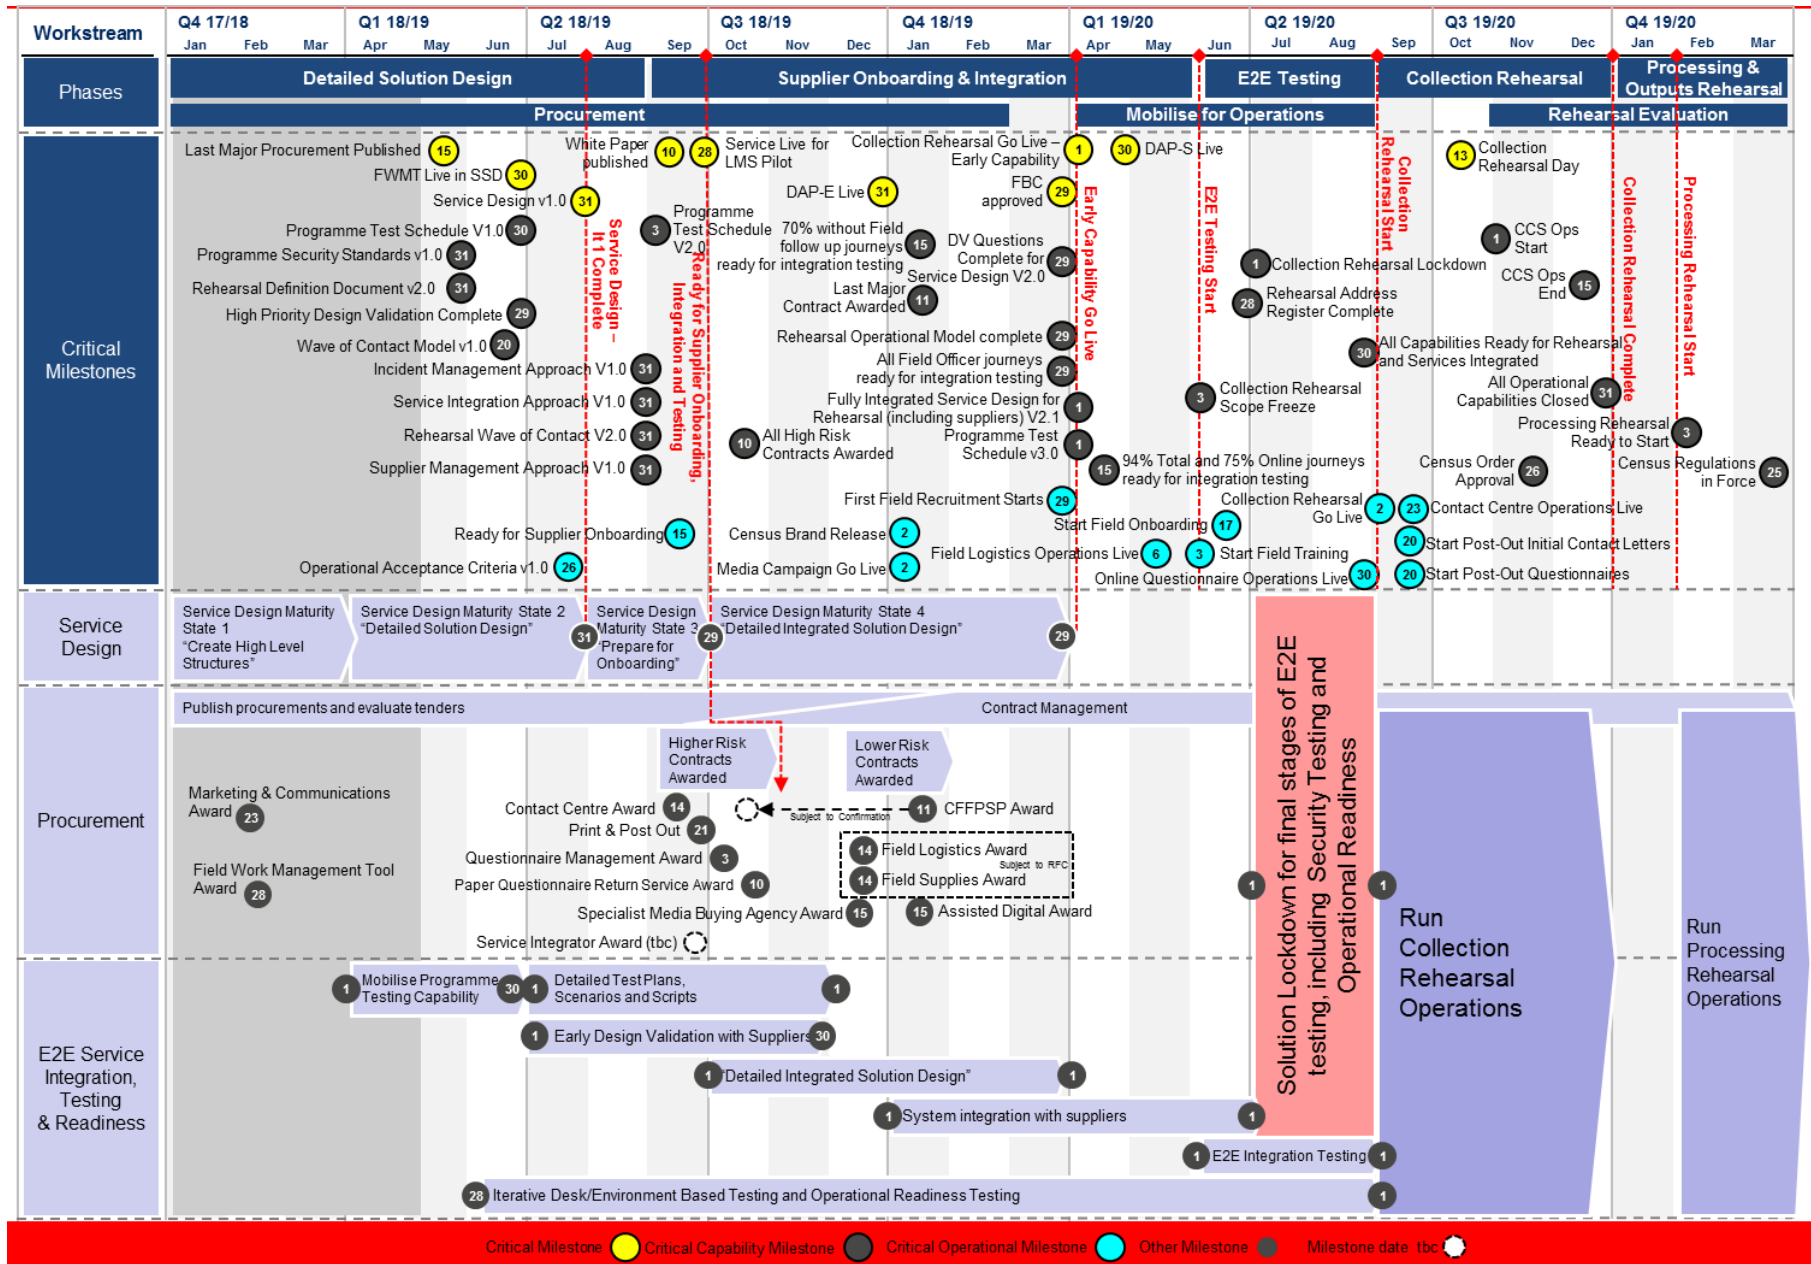 Workstream
Q4 17/18
Q1 18/19
Q2 18/19
Q3 18/19
Q4 18/19
Q1 19/20
Q2 19/20
Q3 19/20
Q4 19/20
Jan Feb Mar Apr May Jun Jul Aug Sep Oct Nov Dec Jan Feb Mar Apr May Jun Jul Aug Sep Oct Nov Dec Jan Feb Mar
Phases
Detailed Solution Design
Supplier Onboarding & Integration
E2E Testing
Collection Rehearsal
Processing &
Outputs Rehearsal
Procurement
Mobilise for Operations
Rehearsal Evaluation
Critical
Milestones
Last Major Procurement Published 15
FWMT Live in SSD 30
Service Design v1.0 31
Programme Test Schedule V1.0 30
Programme Security Standards v1.0 31
Rehearsal Definition Document v2.0 31
High Priority Design Validation Complete 29
Wave of Contact Model v1.0 20
Incident Management Approach V1.0 31
Service Integration Approach V1.0 31
Rehearsal Wave of Contact V2.0 31
Supplier Management Approach V1.0 31
Ready for Supplier Onboarding 15
Operational Acceptance Criteria v1.0 26
Service Design –
It 1 Complete
White Paper
published 10
28 Service Live for
LMS Pilot
3 Programme
Test Schedule
V2.0
Ready for Supplier Onboarding,
Integration and Testing
DAP-E Live 31
70% without Field
follow up journeys
ready for integration testing 15
Last Major
Contract Awarded 11
10 All High Risk
Contracts Awarded
Census Brand Release 2
Media Campaign Go Live 2
Collection Rehearsal Go Live –
Early Capability 1
FBC
approved 29
DV Questions
Complete for
Service Design V2.0 29
Rehearsal Operational Model complete 29
All Field Officer journeys
ready for integration testing 29
Fully Integrated Service Design for
Rehearsal (including suppliers) V2.1 1
Programme Test
Schedule v3.0 1
First Field Recruitment Starts 29
Early Capability Go Live
30 DAP-S Live
15 94% Total and 75% Online journeys
ready for integration testing
Start Field Onboarding 17
Field Logistics Operations Live 6
3 Start Field Training
Online Questionnaire Operations Live 30
E2E Testing Start
1 Collection Rehearsal Lockdown
28 Rehearsal Address
Register Complete
30 All Capabilities Ready for Rehearsal
and Services Integrated
3 Collection Rehearsal
Scope Freeze
Collection Rehearsal
Go Live 2
Collection
Rehearsal Start
23 Contact Centre Operations Live
20 Start Post-Out Initial Contact Letters
20 Start Post-Out Questionnaires
13 Collection
Rehearsal Day
1 CCS Ops
Start
CCS Ops
End 15
All Operational
Capabilities Closed 31
Processing Rehearsal
Ready to Start 3
Census Order
Approval 26
Census Regulations
in Force 25
Collection Rehearsal Complete
Processing Rehearsal Start
Service
Design
Service Design Maturity
State 1
“Create High Level
Structures”
Service Design Maturity State 2
“Detailed Solution Design”
31
Service Design
Maturity State 3
“Prepare for
Onboarding”
29
Service Design Maturity State 4
“Detailed Integrated Solution Design”
29
Procurement
Publish procurements and evaluate tenders
Contract Management
Higher Risk
Contracts
Awarded
Lower Risk
Contracts
Awarded
Marketing & Communications
Award 23
Field Work Management Tool
Award 28
Contact Centre Award 14
Print & Post Out 21
Questionnaire Management Award 3
Paper Questionnaire Return Service Award 10
Specialist Media Buying Agency Award 15
Service Integrator Award (tbc)
Subject to Confirmation
11 CFFPSP Award
14 Field Logistics Award
Subject to RFC
14 Field Supplies Award
15 Assisted Digital Award
1
Solution Lockdown for final stages of E2E
testing, including Security Testing and
Operational Readiness
1
Run
Collection
Rehearsal
Operations
Run
Processing
Rehearsal
Operations
E2E Service
Integration,
Testing
& Readiness
1 Mobilise Programme
Testing Capability 30
1 Detailed Test Plans,
Scenarios and Scripts 1
1 Early Design Validation with Suppliers 30
1 “Detailed Integrated Solution Design” 1
1 System integration with suppliers 1
1 E2E Integration Testing 1
28 Iterative Desk/Environment Based Testing and Operational Readiness Testing 1
Critical Milestone
Critical Capability Milestone
Critical Operational Milestone
Other Milestone
Milestone date tbc